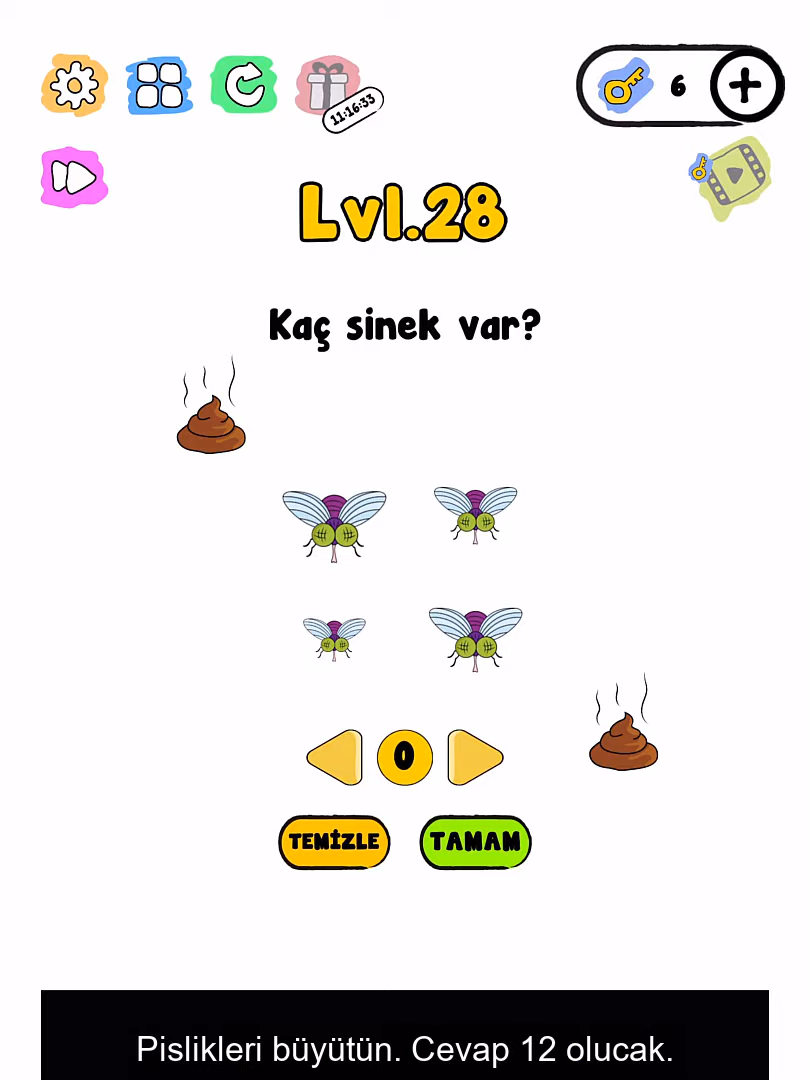 6
11:16:33
Lvl.28
Kaç sinek var?
0
TEMİZLE
TAMAM
Pislikleri büyütün. Cevap 12 olucak.